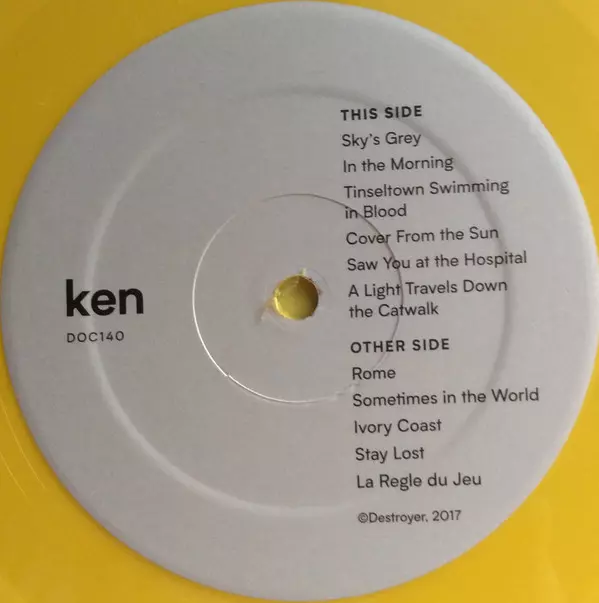 ken
DOC140
THIS SIDE
Sky's Grey
In the Morning
Tinseltown Swimming
in Blood
Cover From the Sun
Saw You at the Hospital
A Light Travels Down
the Catwalk
OTHER SIDE
Rome
Sometimes in the World
Ivory Coast
Stay Lost
La Regle du Jeu
©Destroyer, 2017